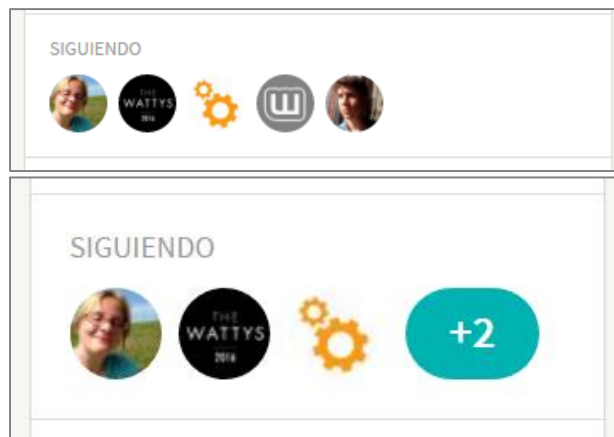 SIGUIENDO
THE
WATTYS
2016
W
SIGUIENDO
THE
WATTYS
2016
+2